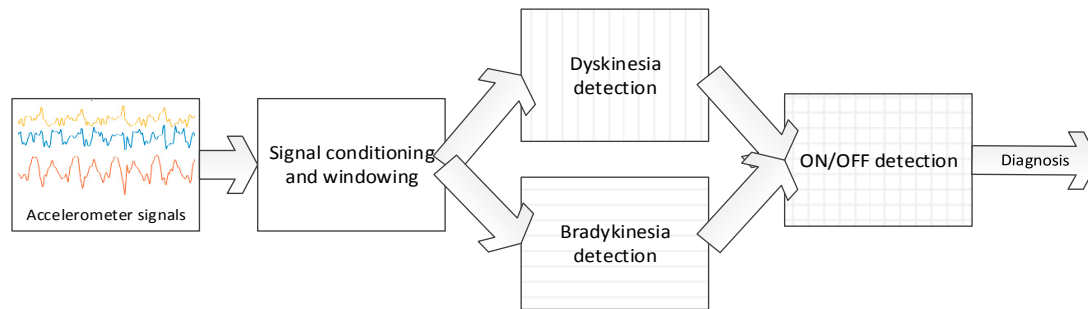 Accelerometer signals
Signal conditioning
and windowing
Dyskinesia
detection
Bradykinesia
detection
ON/OFF detection
Diagnosis